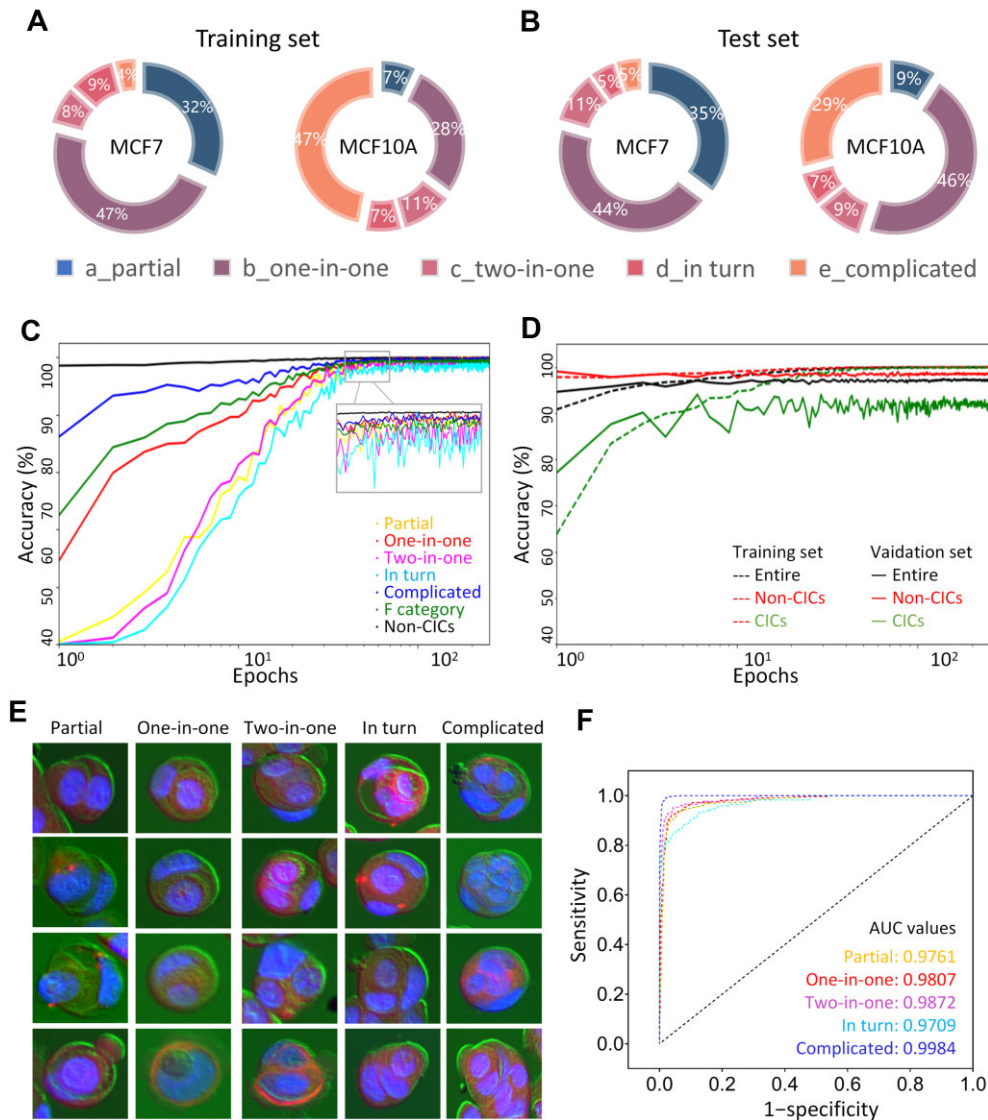 A
Training set
B
Test set
4%
9%
8%
32%
47%
MCF7
7%
28%
11%
7%
47%
MCF10A
5%
5%
11%
35%
44%
MCF7
9%
46%
9%
7%
29%
MCF10A
a_partial b_one-in-one c_two-in-one d_in turn e_complicated
C
Accuracy (%)
100
90
80
70
60
50
40
Partial
One-in-one
Two-in-one
In turn
Complicated
F category
Non-CICs
10⁰ 10¹ 10²
Epochs
D
Accuracy (%)
100
90
80
70
60
50
40
Training set Vaidation set
Entire Entire
Non-CICs Non-CICs
CICs CICs
10⁰ 10¹ 10²
Epochs
E
Partial One-in-one Two-in-one In turn Complicated
F
Sensitivity
1.0
0.8
0.6
0.4
0.2
0.0
AUC values
Partial: 0.9761
One-in-one: 0.9807
Two-in-one: 0.9872
In turn: 0.9709
Complicated: 0.9984
0.0 0.2 0.4 0.6 0.8 1.0
1−specificity